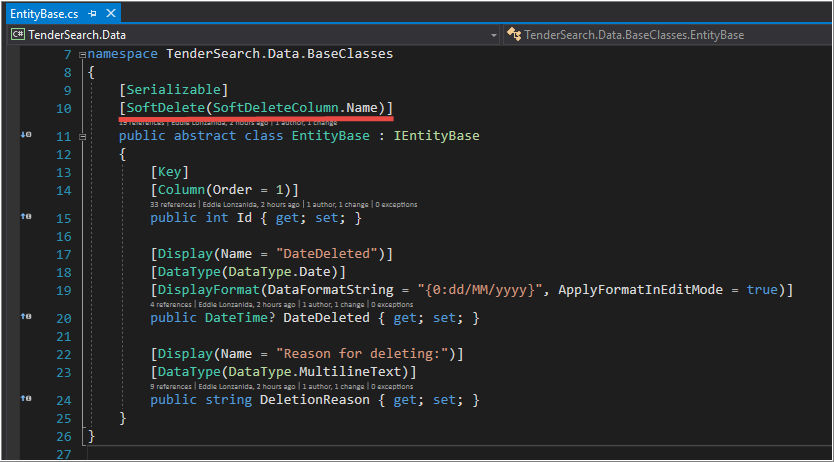 EntityBase.cs
C# TenderSearch.Data
TenderSearch.Data.BaseClasses.EntityBase
7 namespace TenderSearch.Data.BaseClasses
8 {
9 [Serializable]
10 [SoftDelete(SoftDeleteColumn.Name)]
19 references | Eddie Lonzanida, 2 hours ago | 1 author, 1 change
11 public abstract class EntityBase : IEntityBase
12 {
13 [Key]
14 [Column(Order = 1)]
33 references | Eddie Lonzanida, 2 hours ago | 1 author, 1 change | 0 exceptions
15 public int Id { get; set; }
16
17 [Display(Name = "DateDeleted")]
18 [DataType(DataType.Date)]
19 [DisplayFormat(DataFormatString = "{0:dd/MM/yyyy}", ApplyFormatInEditMode = true)]
4 references | Eddie Lonzanida, 2 hours ago | 1 author, 1 change | 0 exceptions
20 public DateTime? DateDeleted { get; set; }
21
22 [Display(Name = "Reason for deleting:")]
23 [DataType(DataType.MultilineText)]
9 references | Eddie Lonzanida, 2 hours ago | 1 author, 1 change | 0 exceptions
24 public string DeletionReason { get; set; }
25 }
26 }
27